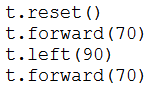 t.reset()
t.forward(70)
t.left(90)
t.forward(70)